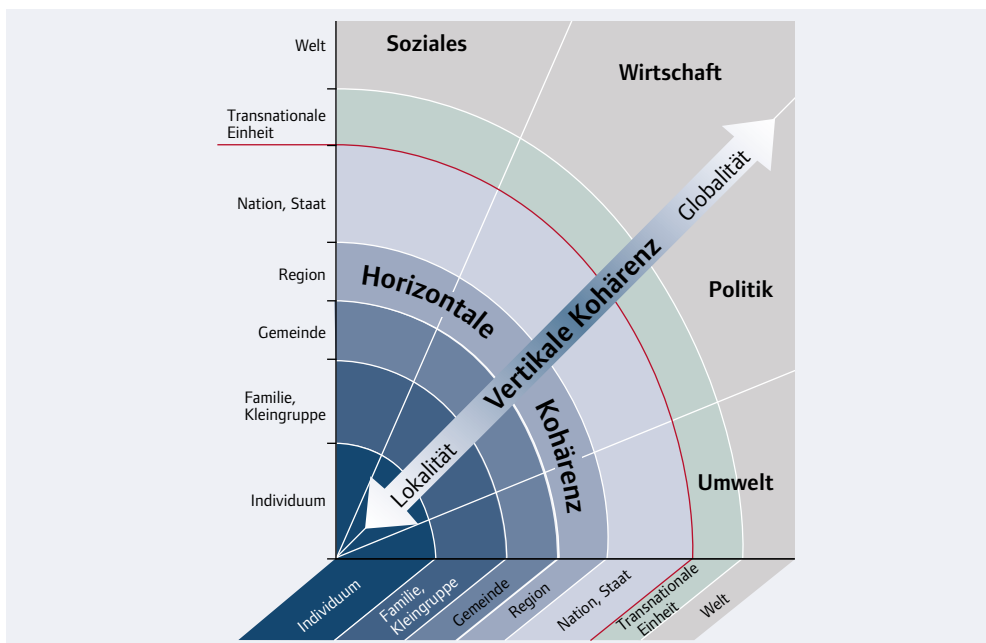 Welt
Soziales
Wirtschaft
Transnationale
Einheit
Globalität
Nation, Staat
Region
Horizontale
Vertikale Kohärenz
Politik
Gemeinde
Familie,
Kleingruppe
Kohärenz
Lokalität
Umwelt
Individuum
Individuum
Familie,
Kleingruppe
Gemeinde
Region
Nation, Staat
Transnationale
Einheit
Welt